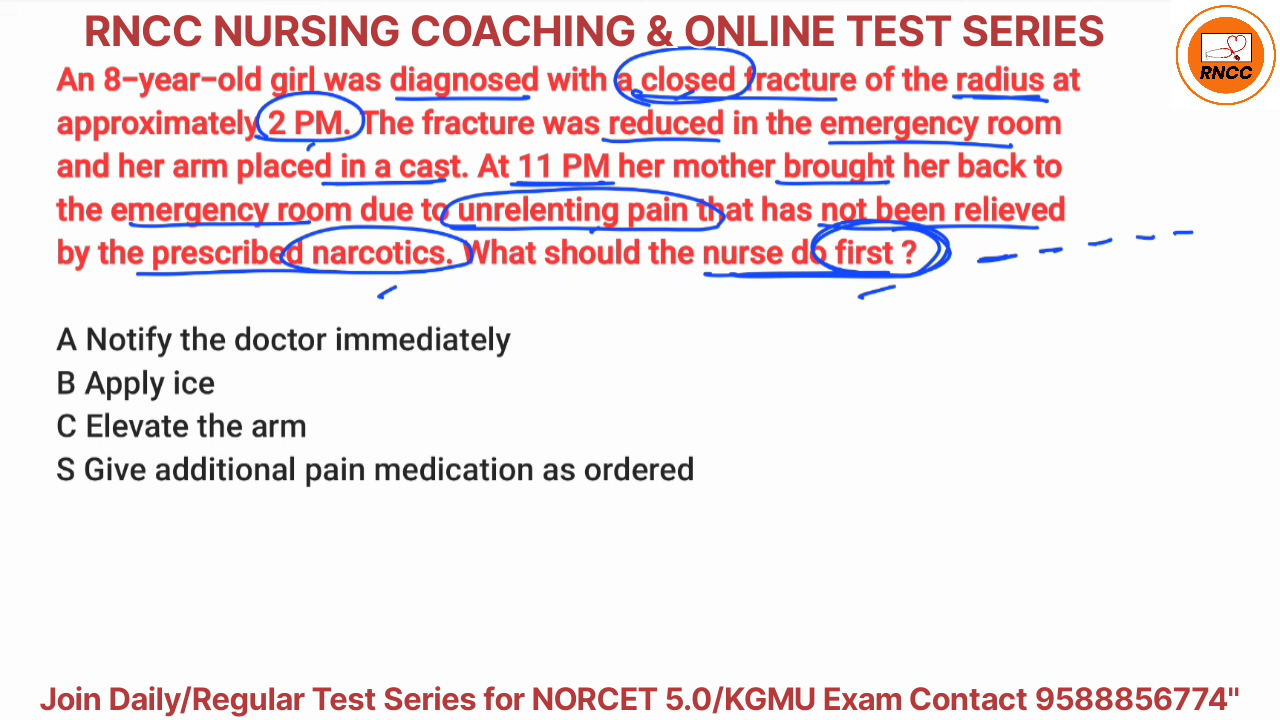 RNCC NURSING COACHING & ONLINE TEST SERIES
RNCC
An 8-year-old girl was diagnosed with a closed fracture of the radius at
approximately 2 PM. The fracture was reduced in the emergency room
and her arm placed in a cast. At 11 PM her mother brought her back to
the emergency room due to unrelenting pain that has not been relieved
by the prescribed narcotics. What should the nurse do first ?
A Notify the doctor immediately
B Apply ice
C Elevate the arm
S Give additional pain medication as ordered
Join Daily/Regular Test Series for NORCET 5.0/KGMU Exam Contact 9588856774"